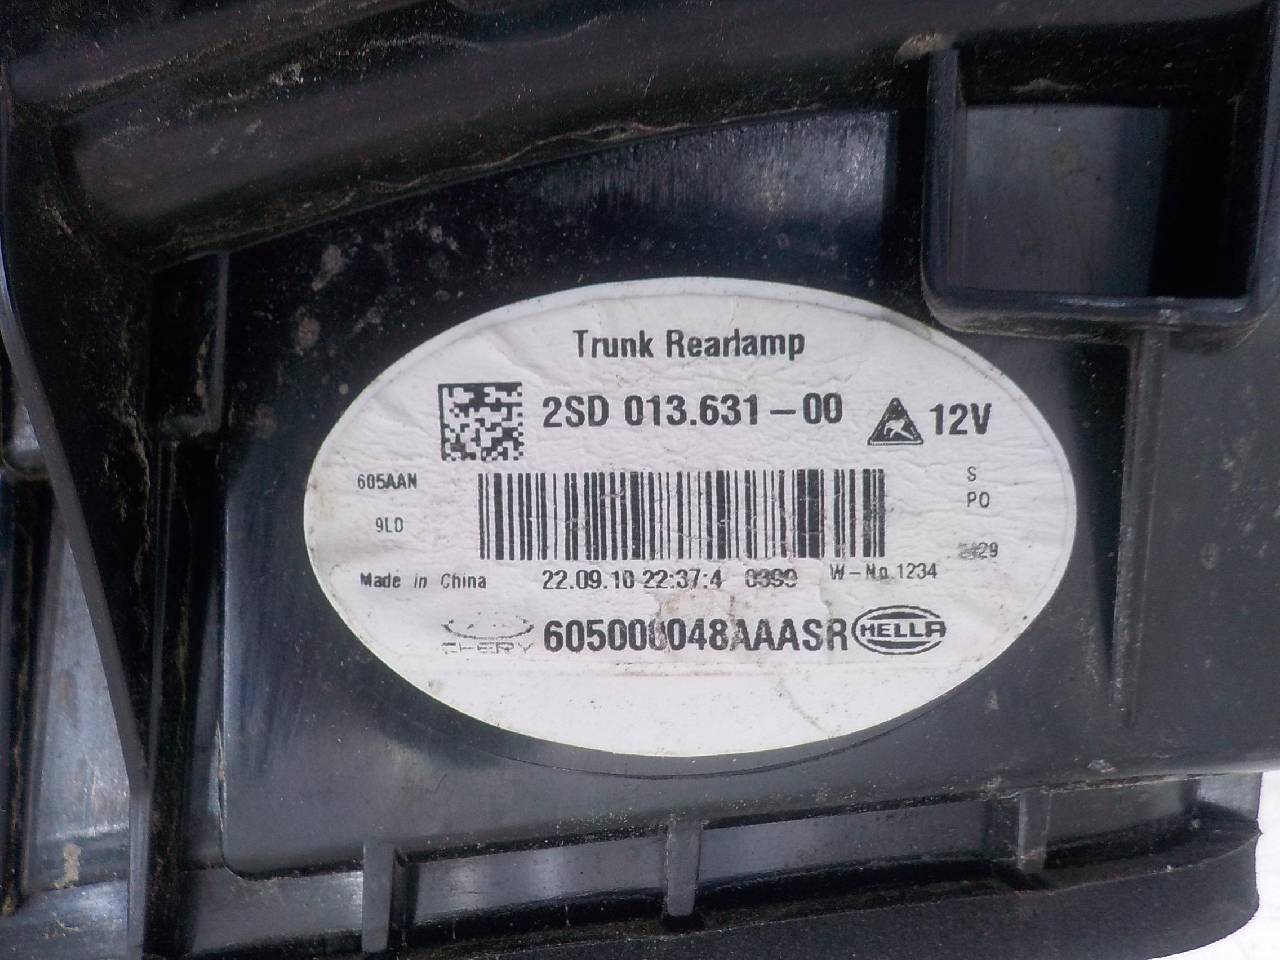 Trunk Rearlamp
2SD 013.631-00
12V
605AAN
S
PO
9LD
Made in China
22.09.10 22:37:4
W-No 1234
CHERY
605000048AAASR
HELLA